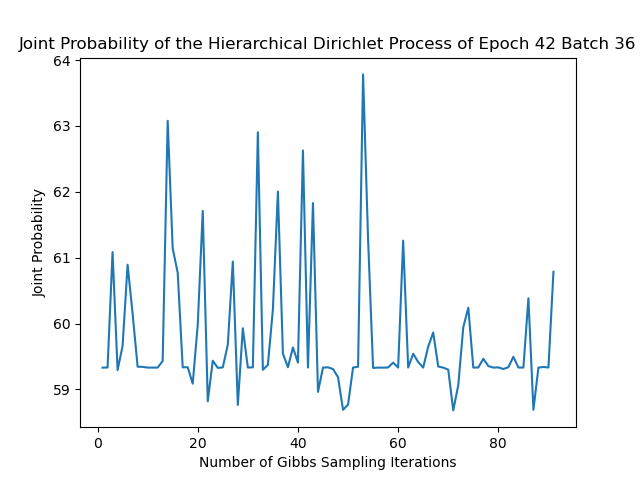 Joint Probability of the Hierarchical Dirichlet Process of Epoch 42 Batch 36
64
63
62
61
60
59
Joint Probability
0 20 40 60 80
Number of Gibbs Sampling Iterations